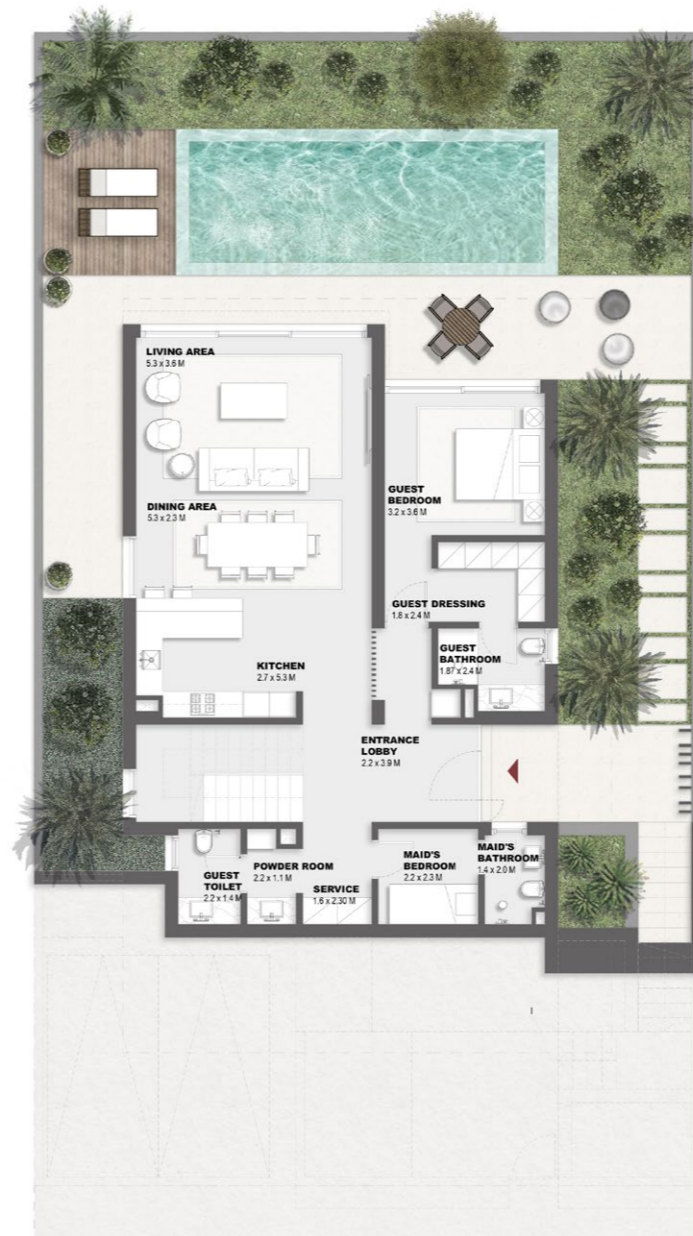 LIVING AREA
5.3 x 3.6 M
DINING AREA
5.3 x 2.3 M
GUEST
BEDROOM
3.2 x 3.6 M
GUEST DRESSING
1.8 x 2.4 M
GUEST
BATHROOM
1.87 x 2.4 M
KITCHEN
2.7 x 5.3 M
ENTRANCE
LOBBY
2.2 x 3.9 M
GUEST
TOILET
2.2 x 1.4 M
POWDER ROOM
2.2 x 1.1 M
SERVICE
1.6 x 2.30 M
MAID'S
BEDROOM
2.2 x 2.3 M
MAID'S
BATHROOM
1.4 x 2.0 M